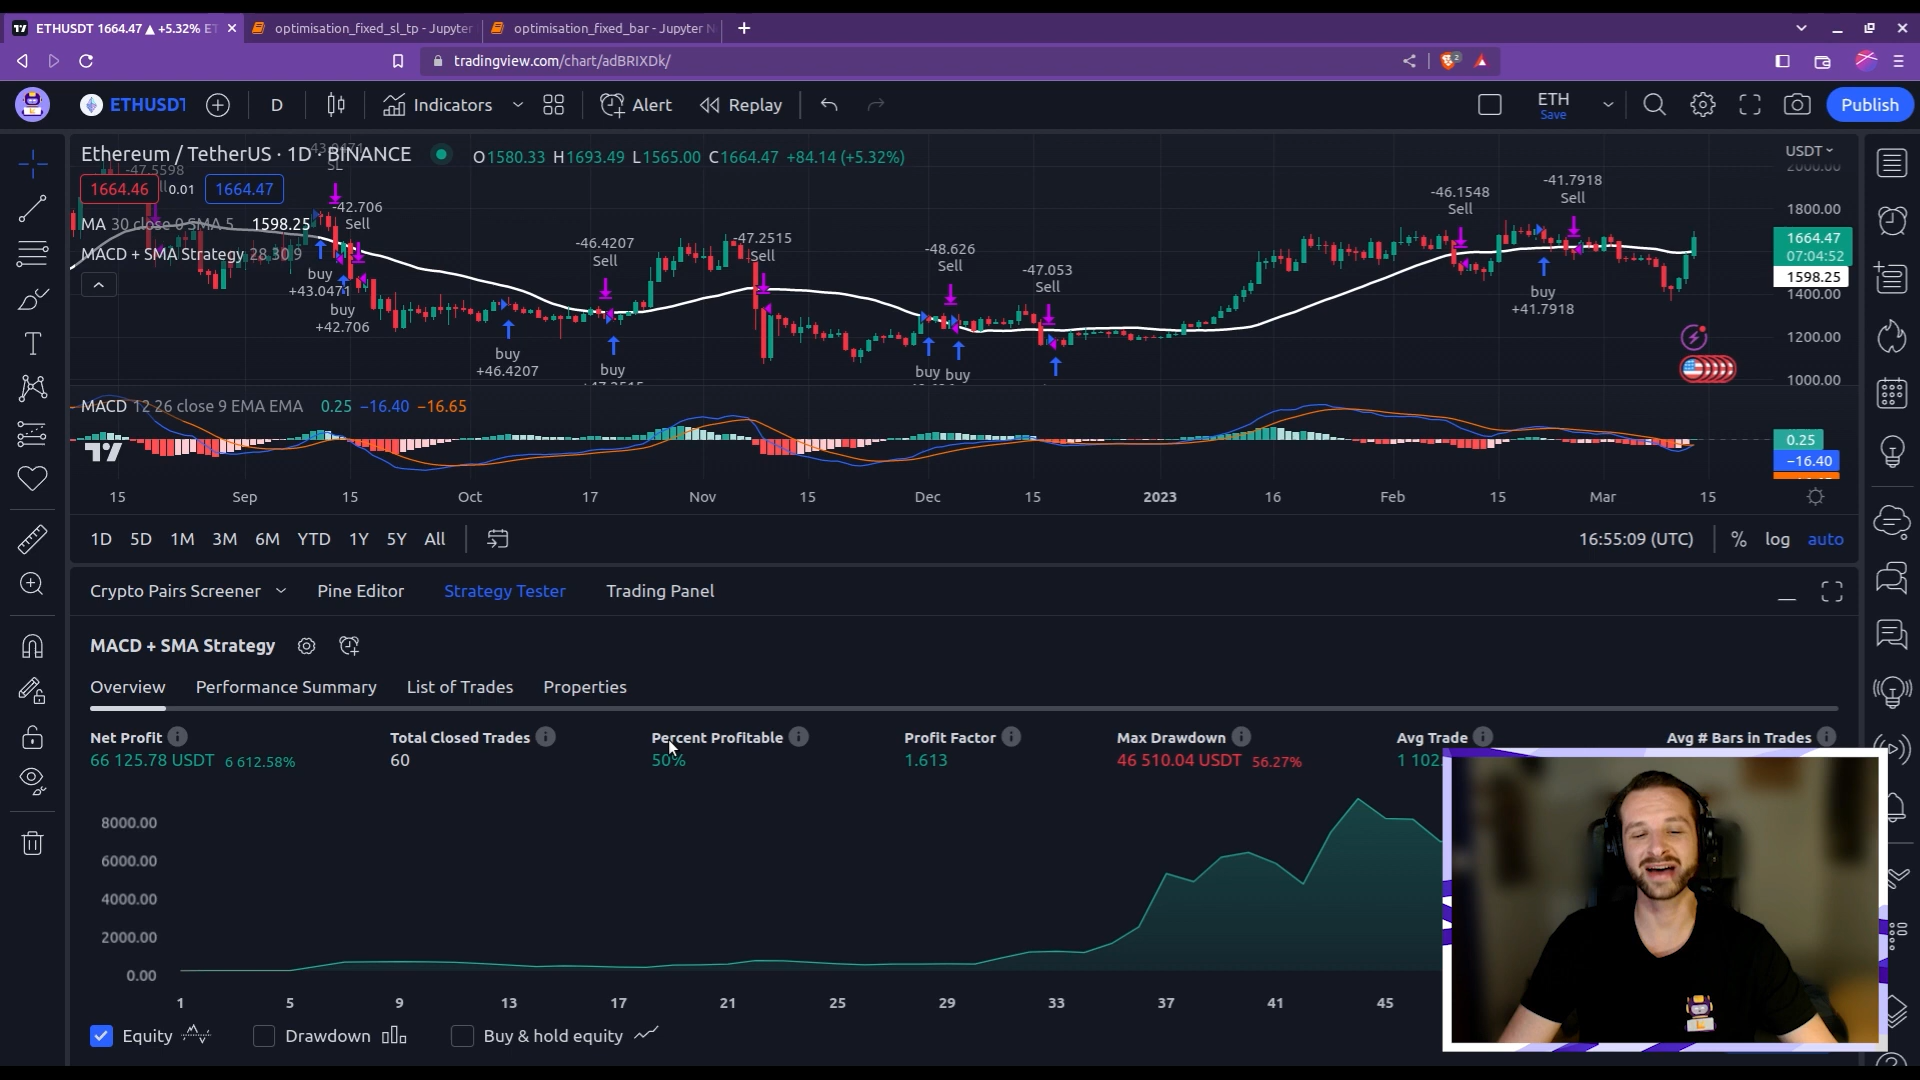 ETHUSDT 1664.47 ▲ +5.32% ET
optimisation_fixed_sl_tp - Jupyter
optimisation_fixed_bar - Jupyter N
tradingview.com/chart/adBRIXDk/
2
ETHUSDT
D
Indicators
Alert
Replay
ETH
Save
Publish
Ethereum / TetherUS · 1D · BINANCE
O1580.33 H1693.49 L1565.00 C1664.47 +84.14 (+5.32%)
USDT
2000.00
-47.5598
SL
1664.46
0.01
1664.47
MA 30 close 0 SMA 5 1598.25
MACD + SMA Strategy 28 30 9
-42.706
Sell
buy
+43.0471
buy
+42.706
-46.4207
Sell
buy
+46.4207
buy
-47.2515
Sell
-48.626
Sell
buy
buy
-47.053
Sell
-46.1548
Sell
-41.7918
Sell
buy
+41.7918
1800.00
1664.47
07:04:52
1598.25
1400.00
1200.00
1000.00
MACD 12 26 close 9 EMA EMA 0.25 −16.40 −16.65
0.25
−16.40
15 Sep 15 Oct 17 Nov 15 Dec 15 2023 16 Feb 15 Mar 15
1D 5D 1M 3M 6M YTD 1Y 5Y All
16:55:09 (UTC) % log auto
Crypto Pairs Screener
Pine Editor
Strategy Tester
Trading Panel
MACD + SMA Strategy
Overview
Performance Summary
List of Trades
Properties
Net Profit
66 125.78 USDT 6 612.58%
Total Closed Trades
60
Percent Profitable
50%
Profit Factor
1.613
Max Drawdown
46 510.04 USDT 56.27%
Avg Trade
1 102.
Avg # Bars in Trades
8000.00
6000.00
4000.00
2000.00
0.00
1 5 9 13 17 21 25 29 33 37 41 45
Equity
Drawdown
Buy & hold equity